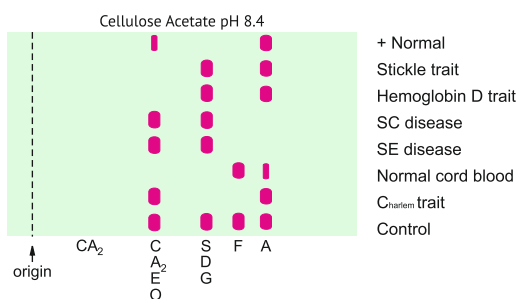 Cellulose Acetate pH 8.4
+ Normal
Stickle trait
Hemoglobin D trait
SC disease
SE disease
Normal cord blood
Charlem trait
Control
CA2 C S F A
A2 D
E G
O
origin